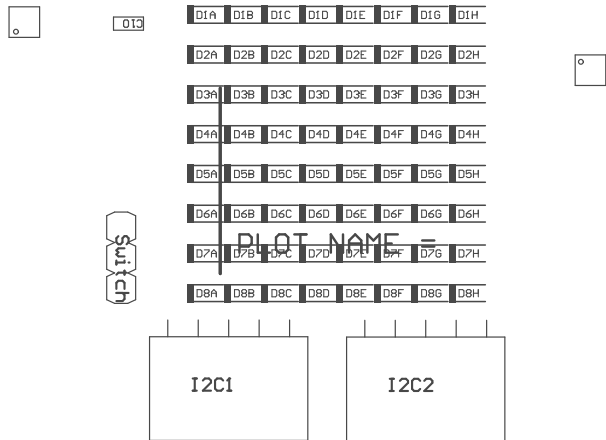 C10
D1A D1B D1C D1D D1E D1F D1G D1H
D2A D2B D2C D2D D2E D2F D2G D2H
D3A D3B D3C D3D D3E D3F D3G D3H
D4A D4B D4C D4D D4E D4F D4G D4H
D5A D5B D5C D5D D5E D5F D5G D5H
D6A D6B D6C D6D D6E D6F D6G D6H
PLOT NAME =
D7A D7B D7C D7D D7E D7F D7G D7H
Switch
D8A D8B D8C D8D D8E D8F D8G D8H
I2C1 I2C2